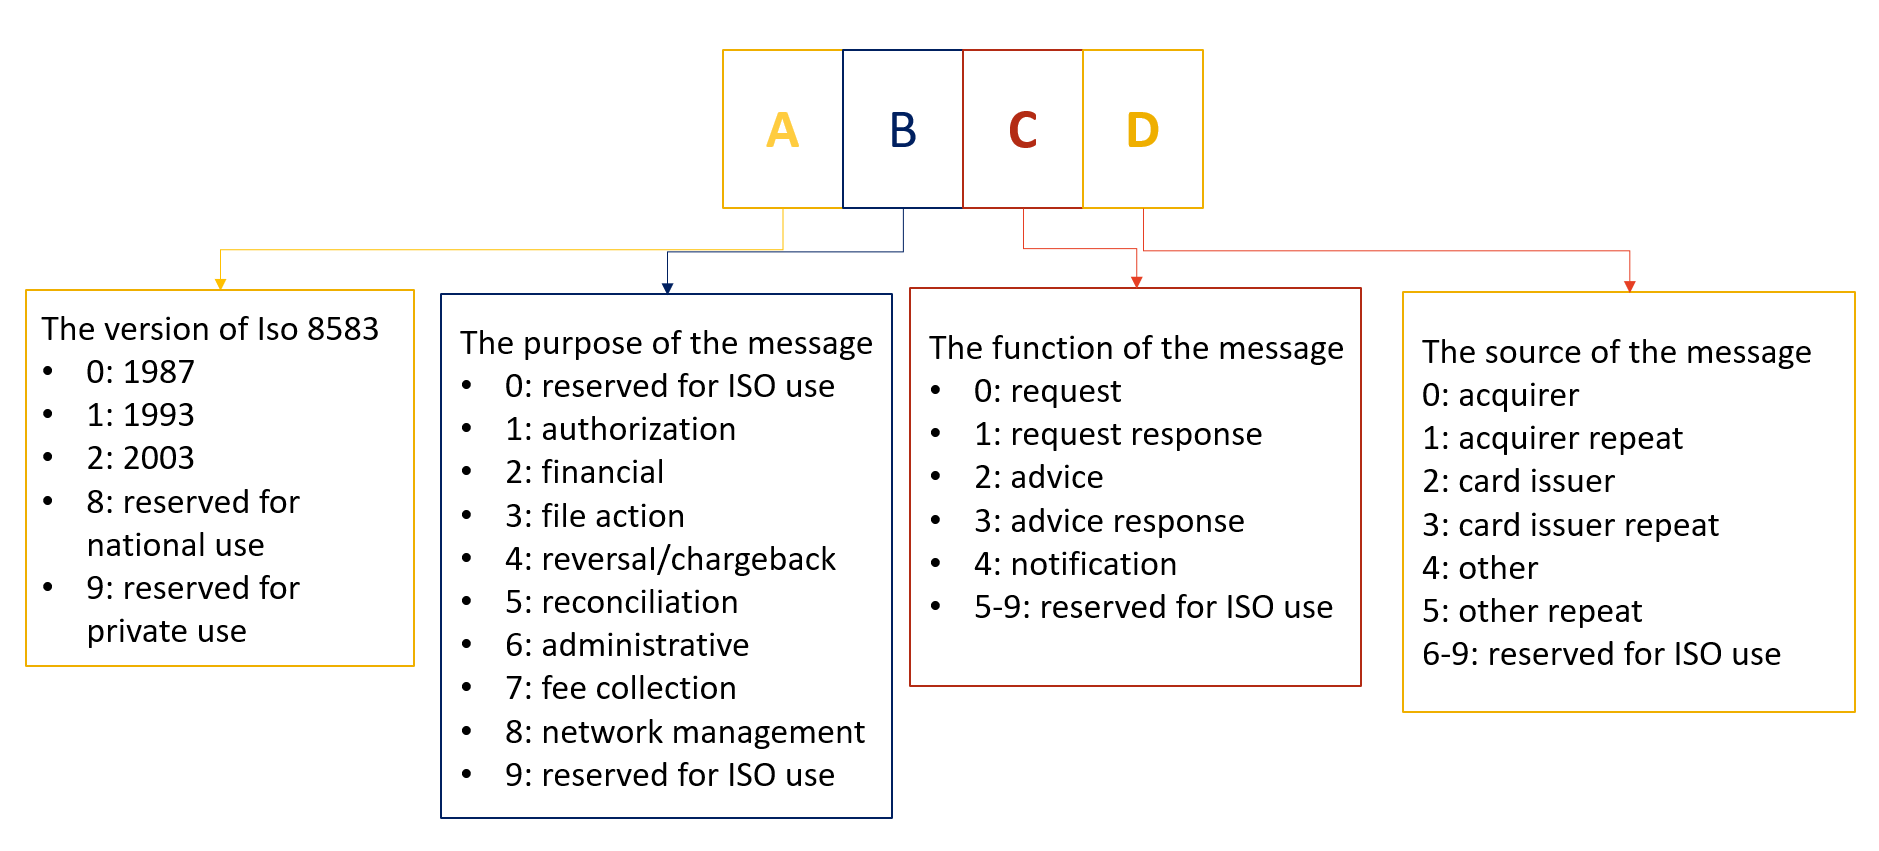 A B C D
The version of Iso 8583
• 0: 1987
• 1: 1993
• 2: 2003
• 8: reserved for
national use
• 9: reserved for
private use
The purpose of the message
• 0: reserved for ISO use
• 1: authorization
• 2: financial
• 3: file action
• 4: reversal/chargeback
• 5: reconciliation
• 6: administrative
• 7: fee collection
• 8: network management
• 9: reserved for ISO use
The function of the message
• 0: request
• 1: request response
• 2: advice
• 3: advice response
• 4: notification
• 5-9: reserved for ISO use
The source of the message
0: acquirer
1: acquirer repeat
2: card issuer
3: card issuer repeat
4: other
5: other repeat
6-9: reserved for ISO use